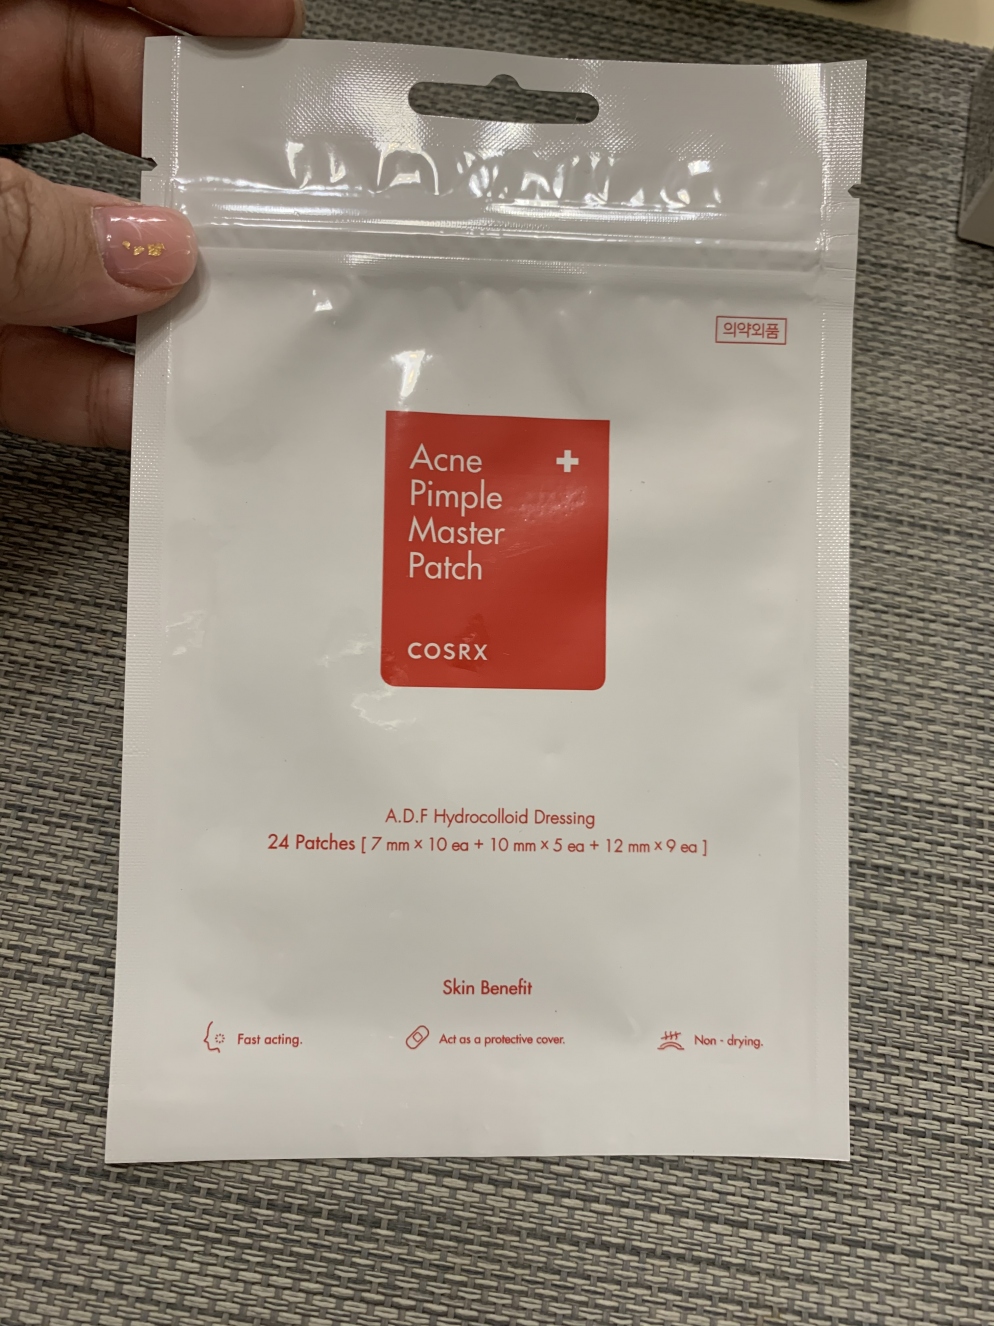 의약외품
Acne
Pimple
Master
Patch
COSRX
A.D.F Hydrocolloid Dressing
24 Patches [ 7 mm × 10 ea + 10 mm × 5 ea + 12 mm × 9 ea ]
Skin Benefit
Fast acting.
Act as a protective cover.
Non - drying.